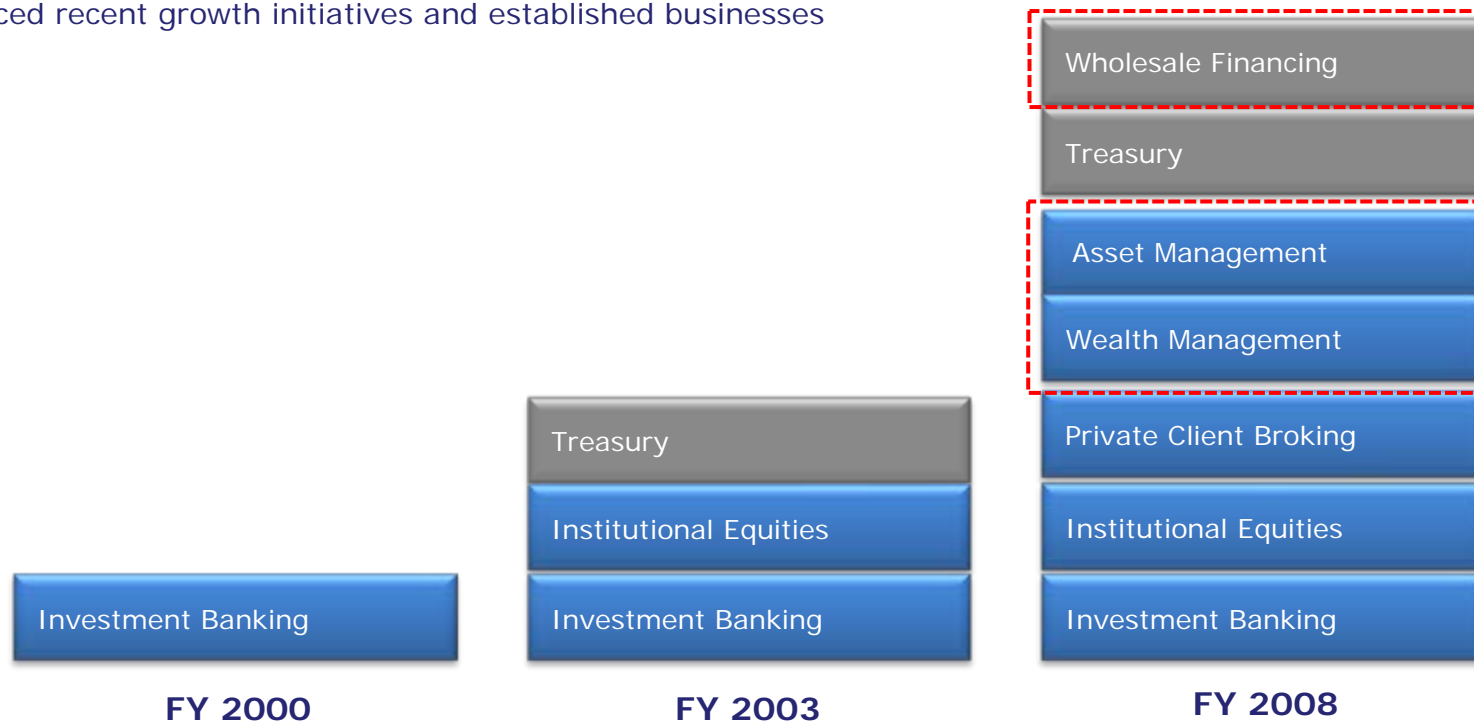 recent growth initiatives and established businesses
Wholesale Financing
Treasury
Asset Management
Wealth Management
Treasury
Private Client Broking
Institutional Equities
Institutional Equities
Investment Banking
Investment Banking
Investment Banking
FY 2000
FY 2003
FY 2008